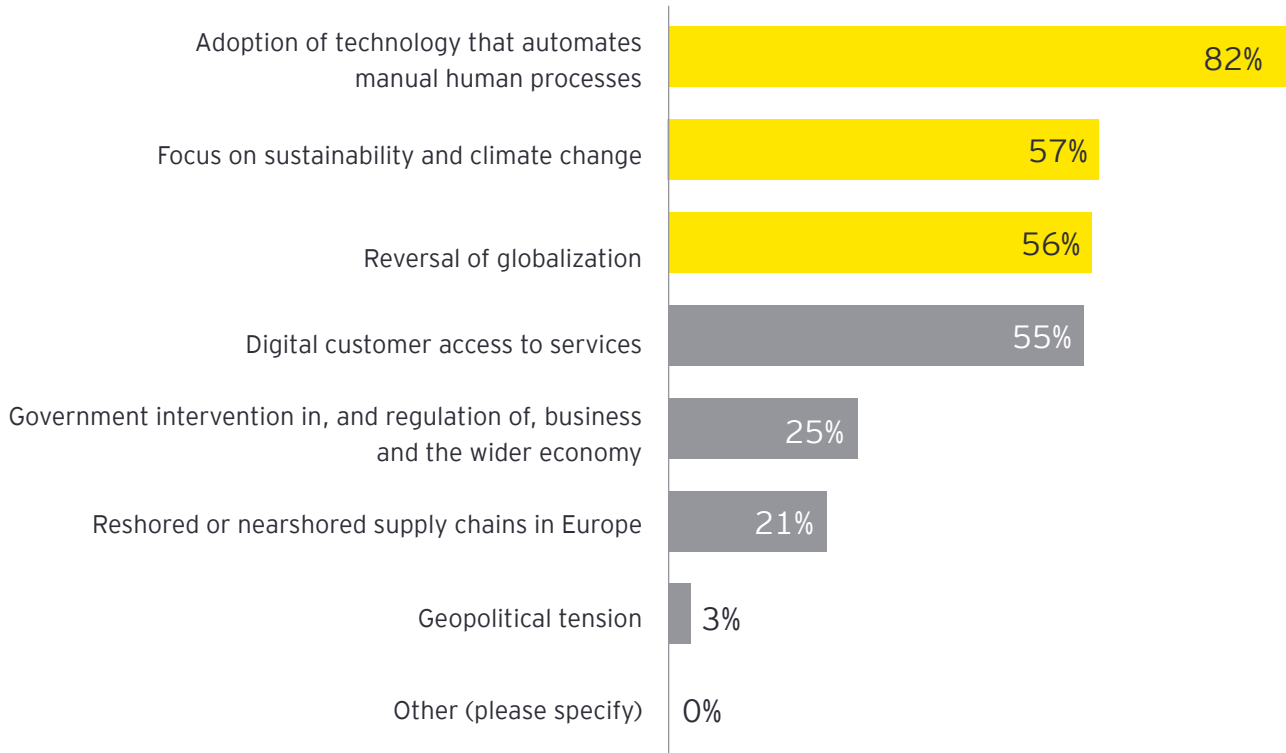 Adoption of technology that automates
manual human processes
82%
Focus on sustainability and climate change
57%
Reversal of globalization
56%
Digital customer access to services
55%
Government intervention in, and regulation of, business
and the wider economy
25%
Reshored or nearshored supply chains in Europe
21%
Geopolitical tension
3%
Other (please specify)
0%